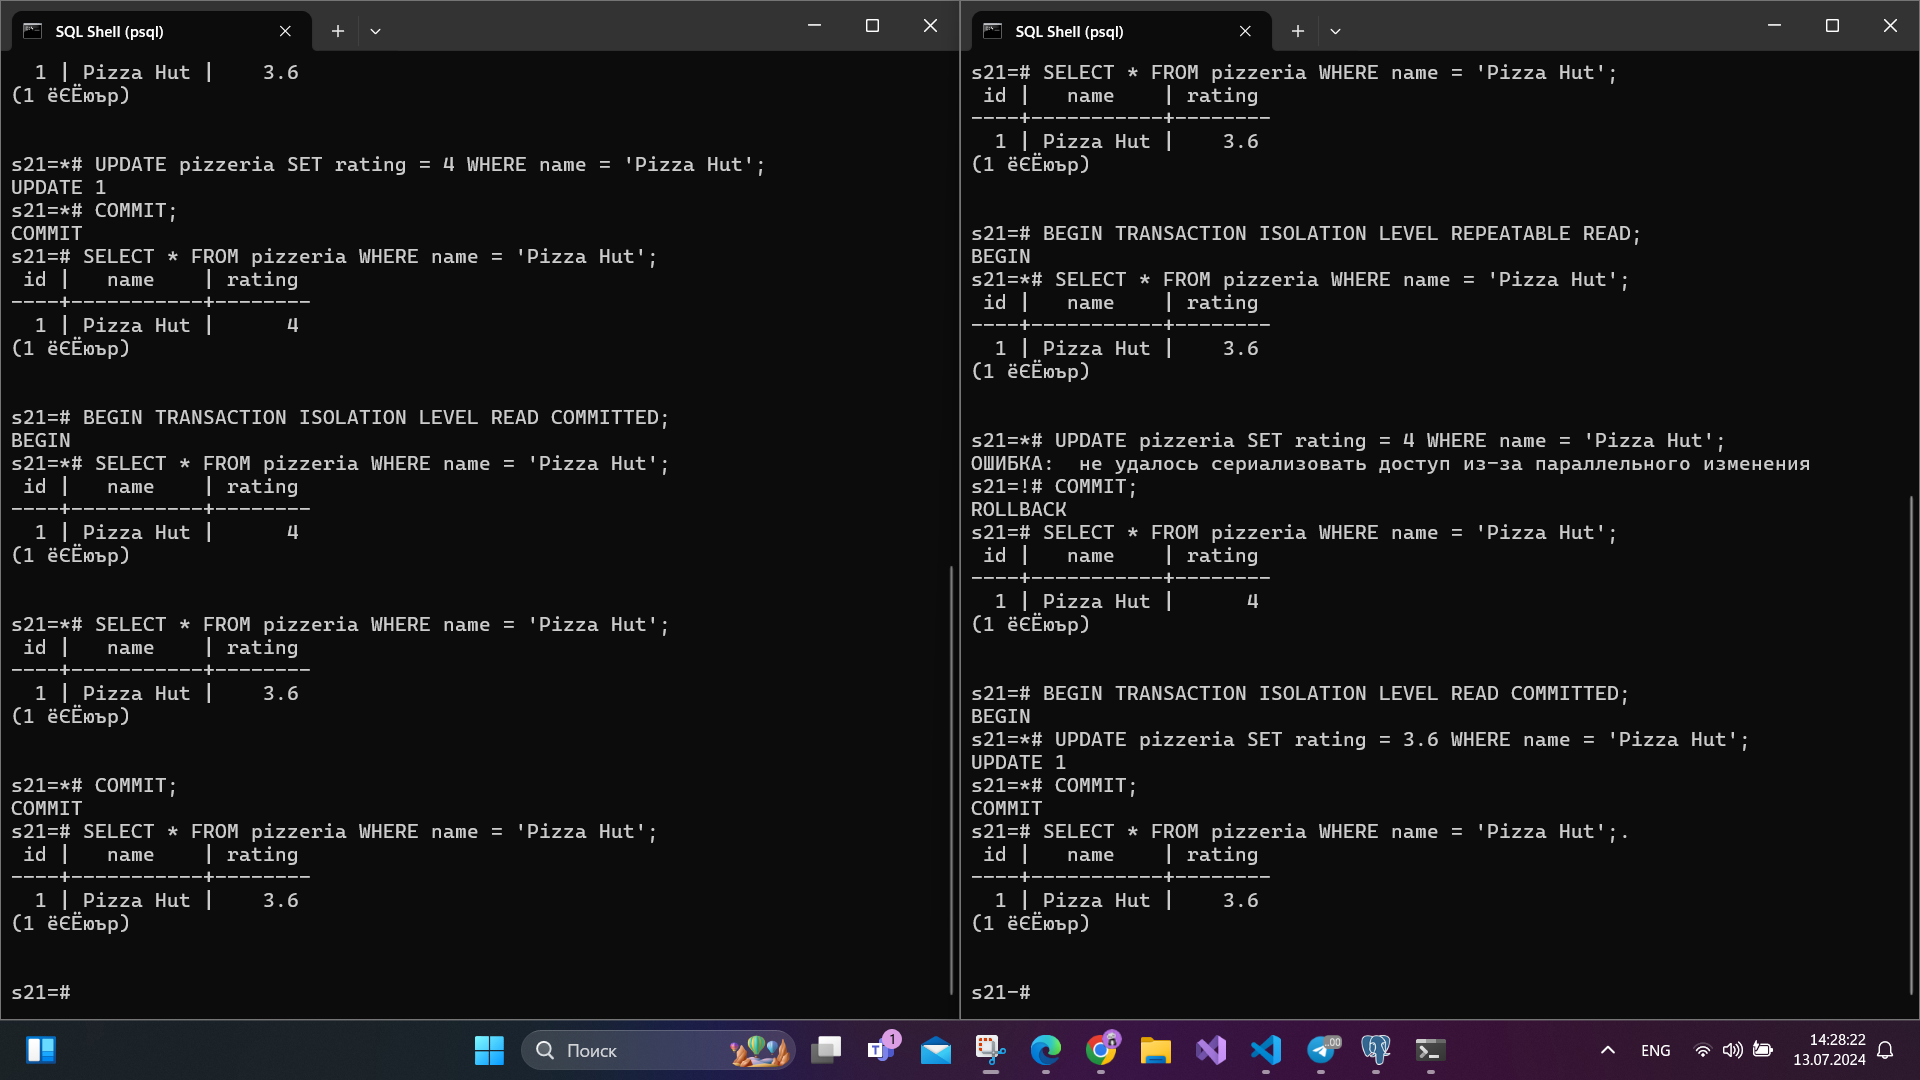 SQL Shell (psql)
  1 | Pizza Hut |    3.6
(1 ёЄЁюър)
s21=*# UPDATE pizzeria SET rating = 4 WHERE name = 'Pizza Hut';
UPDATE 1
s21=*# COMMIT;
COMMIT
s21=# SELECT * FROM pizzeria WHERE name = 'Pizza Hut';
 id |   name    | rating
----+-----------+--------
  1 | Pizza Hut |      4
(1 ёЄЁюър)
s21=# BEGIN TRANSACTION ISOLATION LEVEL READ COMMITTED;
BEGIN
s21=*# SELECT * FROM pizzeria WHERE name = 'Pizza Hut';
 id |   name    | rating
----+-----------+--------
  1 | Pizza Hut |      4
(1 ёЄЁюър)
s21=*# SELECT * FROM pizzeria WHERE name = 'Pizza Hut';
 id |   name    | rating
----+-----------+--------
  1 | Pizza Hut |    3.6
(1 ёЄЁюър)
s21=*# COMMIT;
COMMIT
s21=# SELECT * FROM pizzeria WHERE name = 'Pizza Hut';
 id |   name    | rating
----+-----------+--------
  1 | Pizza Hut |    3.6
(1 ёЄЁюър)
s21=#
SQL Shell (psql)
s21=# SELECT * FROM pizzeria WHERE name = 'Pizza Hut';
 id |   name    | rating
----+-----------+--------
  1 | Pizza Hut |    3.6
(1 ёЄЁюър)
s21=# BEGIN TRANSACTION ISOLATION LEVEL REPEATABLE READ;
BEGIN
s21=*# SELECT * FROM pizzeria WHERE name = 'Pizza Hut';
 id |   name    | rating
----+-----------+--------
  1 | Pizza Hut |    3.6
(1 ёЄЁюър)
s21=*# UPDATE pizzeria SET rating = 4 WHERE name = 'Pizza Hut';
ОШИБКА:  не удалось сериализовать доступ из-за параллельного изменения
s21=!# COMMIT;
ROLLBACK
s21=# SELECT * FROM pizzeria WHERE name = 'Pizza Hut';
 id |   name    | rating
----+-----------+--------
  1 | Pizza Hut |      4
(1 ёЄЁюър)
s21=# BEGIN TRANSACTION ISOLATION LEVEL READ COMMITTED;
BEGIN
s21=*# UPDATE pizzeria SET rating = 3.6 WHERE name = 'Pizza Hut';
UPDATE 1
s21=*# COMMIT;
COMMIT
s21=# SELECT * FROM pizzeria WHERE name = 'Pizza Hut';.
 id |   name    | rating
----+-----------+--------
  1 | Pizza Hut |    3.6
(1 ёЄЁюър)
s21-#
Поиск
1
.00
ENG
14:28:22
13.07.2024